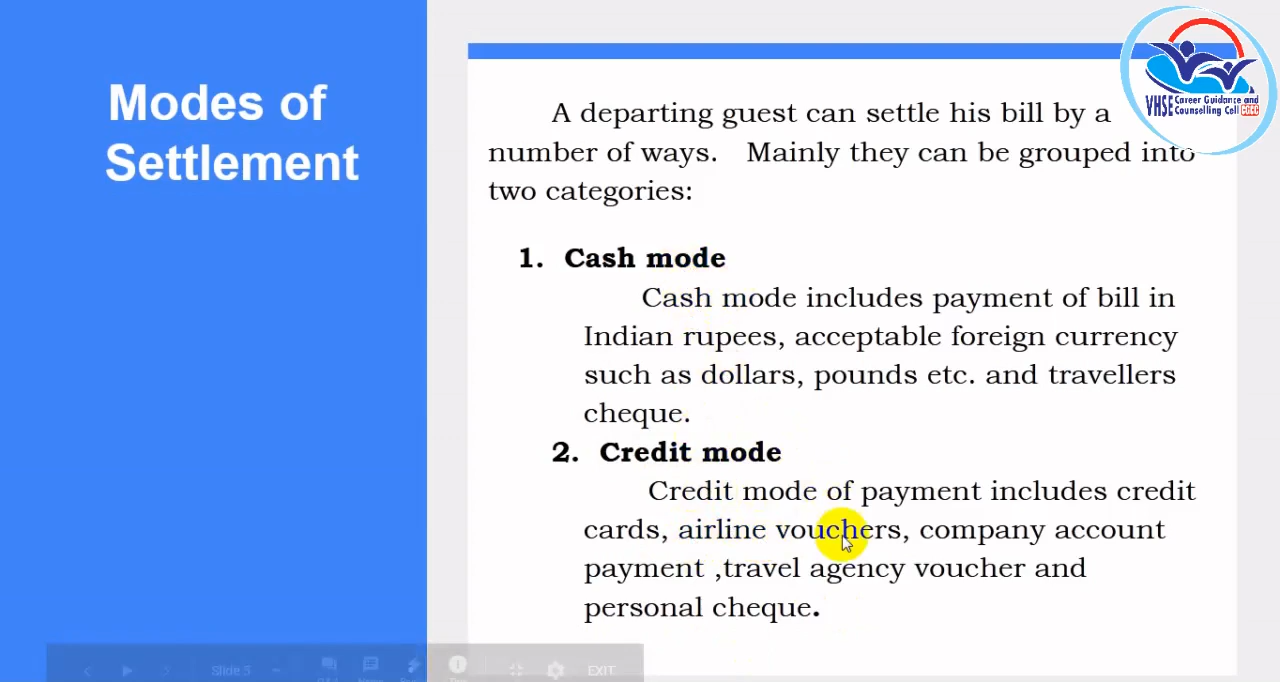 Modes of
Settlement
VHSE Career Guidance and
Counselling Cell CGCC
A departing guest can settle his bill by a
number of ways. Mainly they can be grouped into
two categories:
1. Cash mode
Cash mode includes payment of bill in
Indian rupees, acceptable foreign currency
such as dollars, pounds etc. and travellers
cheque.
2. Credit mode
Credit mode of payment includes credit
cards, airline vouchers, company account
payment ,travel agency voucher and
personal cheque.
Slide 5
EXIT